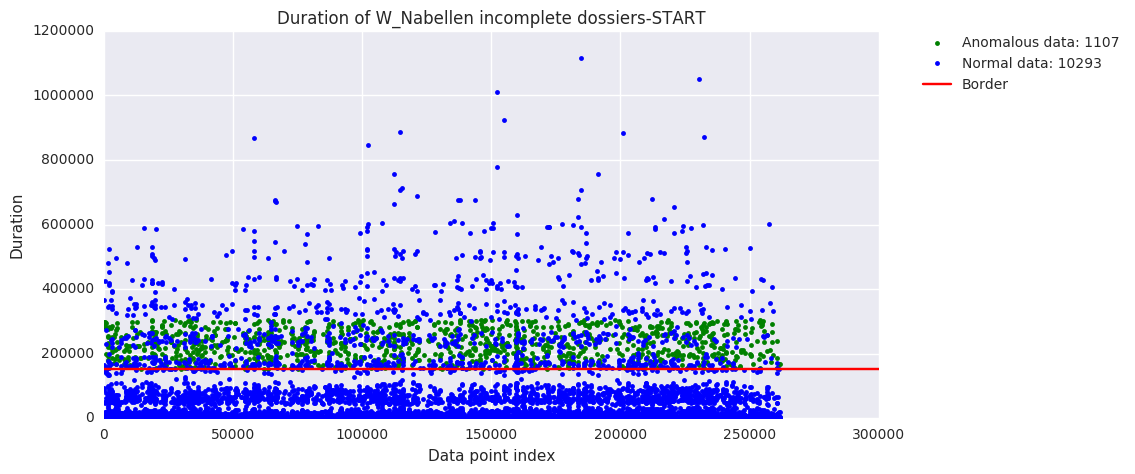 Duration of W_Nabellen incomplete dossiers-START
1200000
1000000
800000
600000
400000
200000
0
Duration
0
50000
100000
150000
200000
250000
300000
Data point index
Anomalous data: 1107
Normal data: 10293
Border